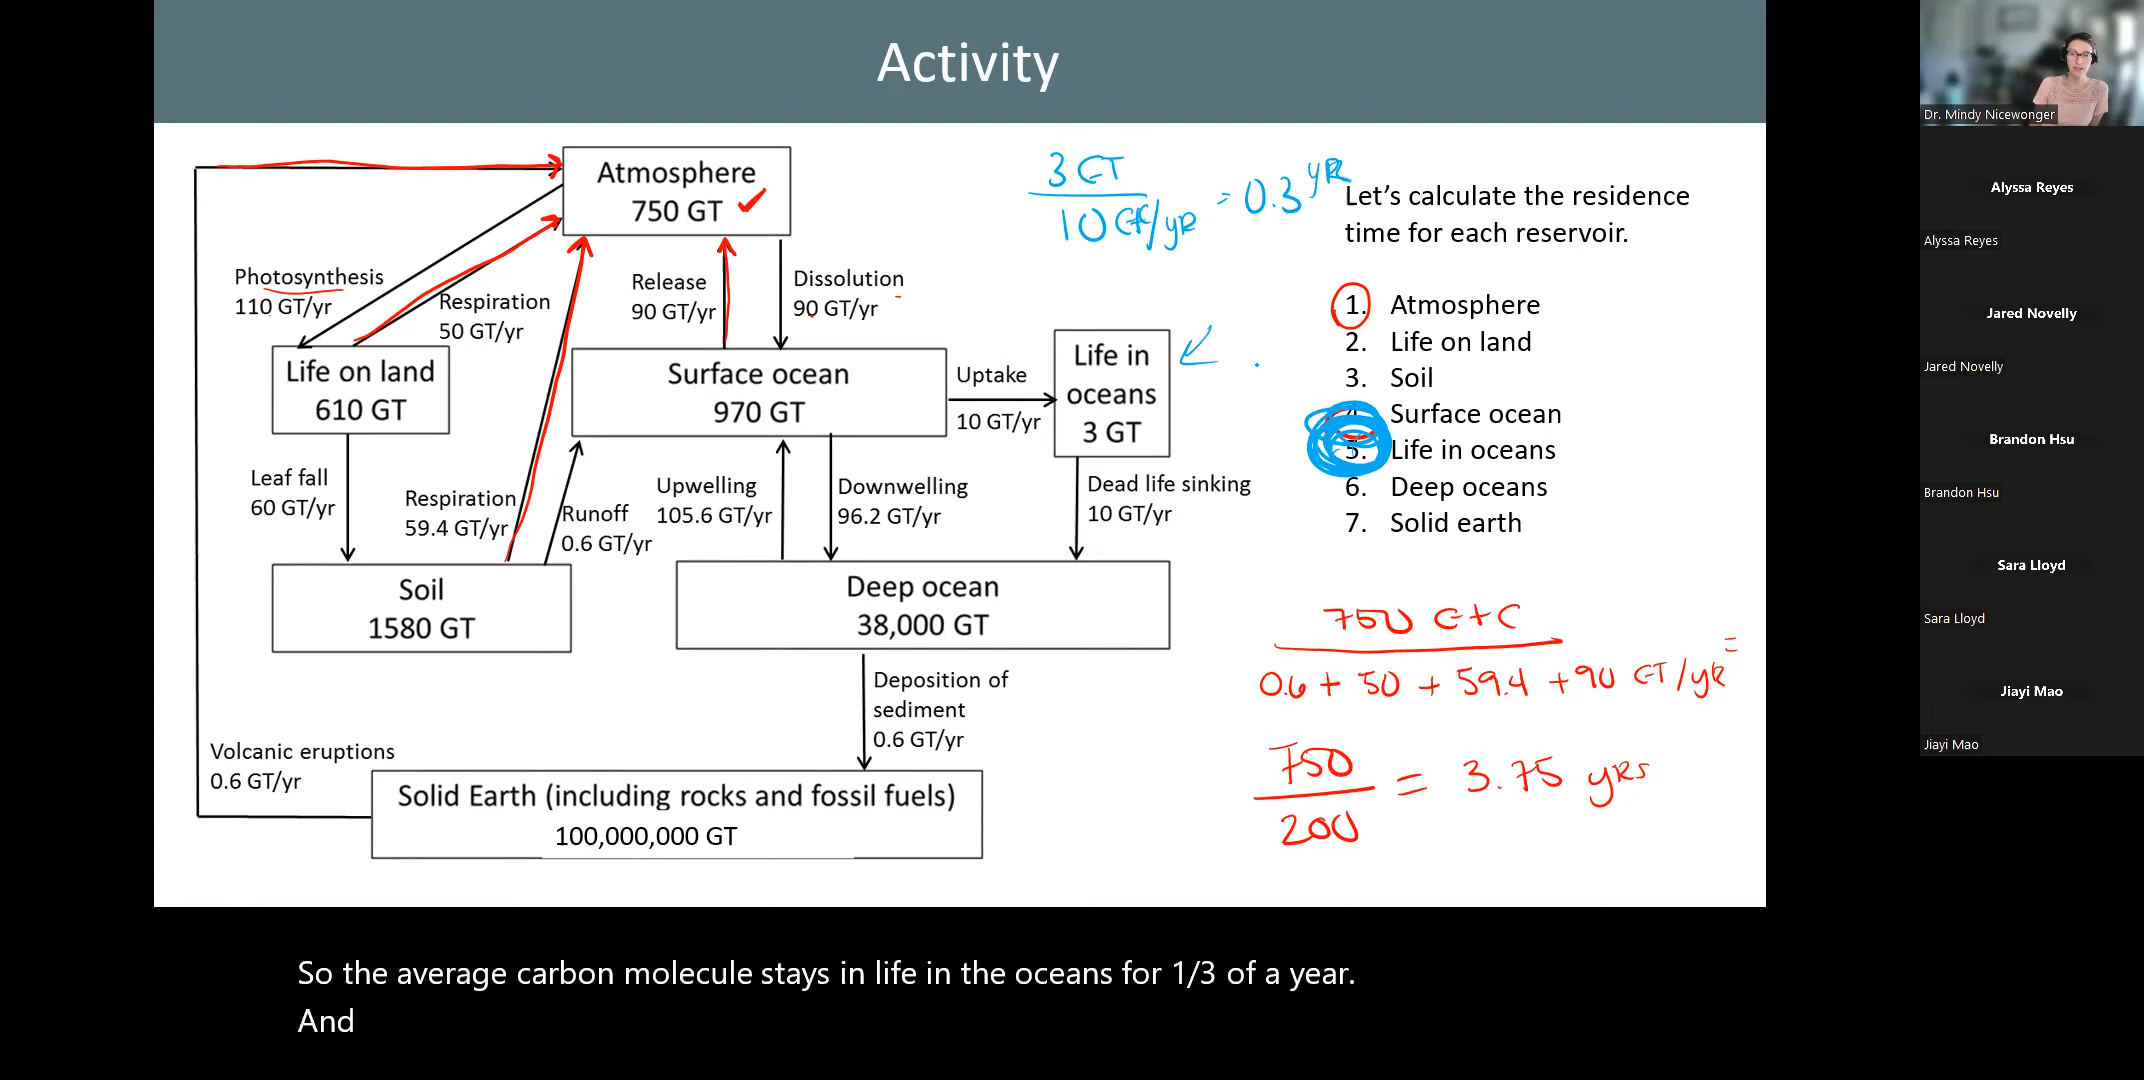 Activity
Atmosphere
750 GT
Photosynthesis
110 GT/yr
Respiration
50 GT/yr
Release
90 GT/yr
Dissolution
90 GT/yr
Life on land
610 GT
Surface ocean
970 GT
Uptake
10 GT/yr
Life in
oceans
3 GT
Leaf fall
60 GT/yr
Respiration
59.4 GT/yr
Runoff
0.6 GT/yr
Upwelling
105.6 GT/yr
Downwelling
96.2 GT/yr
Dead life sinking
10 GT/yr
Soil
1580 GT
Deep ocean
38,000 GT
Deposition of
sediment
0.6 GT/yr
Volcanic eruptions
0.6 GT/yr
Solid Earth (including rocks and fossil fuels)
100,000,000 GT
3 GT
10 Gt/yR = 0.3 yR
Let's calculate the residence
time for each reservoir.
1. Atmosphere
2. Life on land
3. Soil
4. Surface ocean
5. Life in oceans
6. Deep oceans
7. Solid earth
750 GtC
0.6 + 50 + 59.4 + 90 GT/yR =
750
200
= 3.75 yRs
So the average carbon molecule stays in life in the oceans for 1/3 of a year.
And
Dr. Mindy Nicewonger
Alyssa Reyes
Alyssa Reyes
Jared Novelly
Jared Novelly
Brandon Hsu
Brandon Hsu
Sara Lloyd
Sara Lloyd
Jiayi Mao
Jiayi Mao